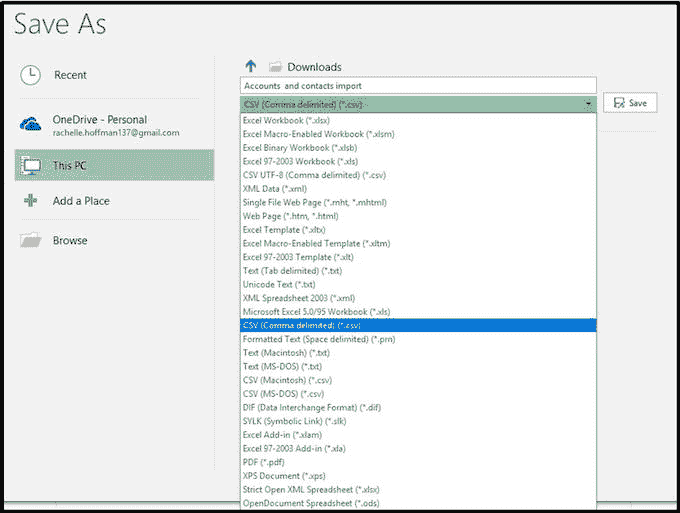 Save As
Recent
OneDrive - Personal
rachelle.hoffman137@gmail.com
This PC
Add a Place
Browse
Downloads
Accounts and contacts import
CSV (Comma delimited) (*.csv)
Save
Excel Workbook (*.xlsx)
Excel Macro-Enabled Workbook (*.xlsm)
Excel Binary Workbook (*.xlsb)
Excel 97-2003 Workbook (*.xls)
CSV UTF-8 (Comma delimited) (*.csv)
XML Data (*.xml)
Single File Web Page (*.mht, *.mhtml)
Web Page (*.htm, *.html)
Excel Template (*.xltx)
Excel Macro-Enabled Template (*.xltm)
Excel 97-2003 Template (*.xlt)
Text (Tab delimited) (*.txt)
Unicode Text (*.txt)
XML Spreadsheet 2003 (*.xml)
Microsoft Excel 5.0/95 Workbook (*.xls)
CSV (Comma delimited) (*.csv)
Formatted Text (Space delimited) (*.prn)
Text (Macintosh) (*.txt)
Text (MS-DOS) (*.txt)
CSV (Macintosh) (*.csv)
CSV (MS-DOS) (*.csv)
DIF (Data Interchange Format) (*.dif)
SYLK (Symbolic Link) (*.slk)
Excel Add-in (*.xlam)
Excel 97-2003 Add-in (*.xla)
PDF (*.pdf)
XPS Document (*.xps)
Strict Open XML Spreadsheet (*.xlsx)
OpenDocument Spreadsheet (*.ods)